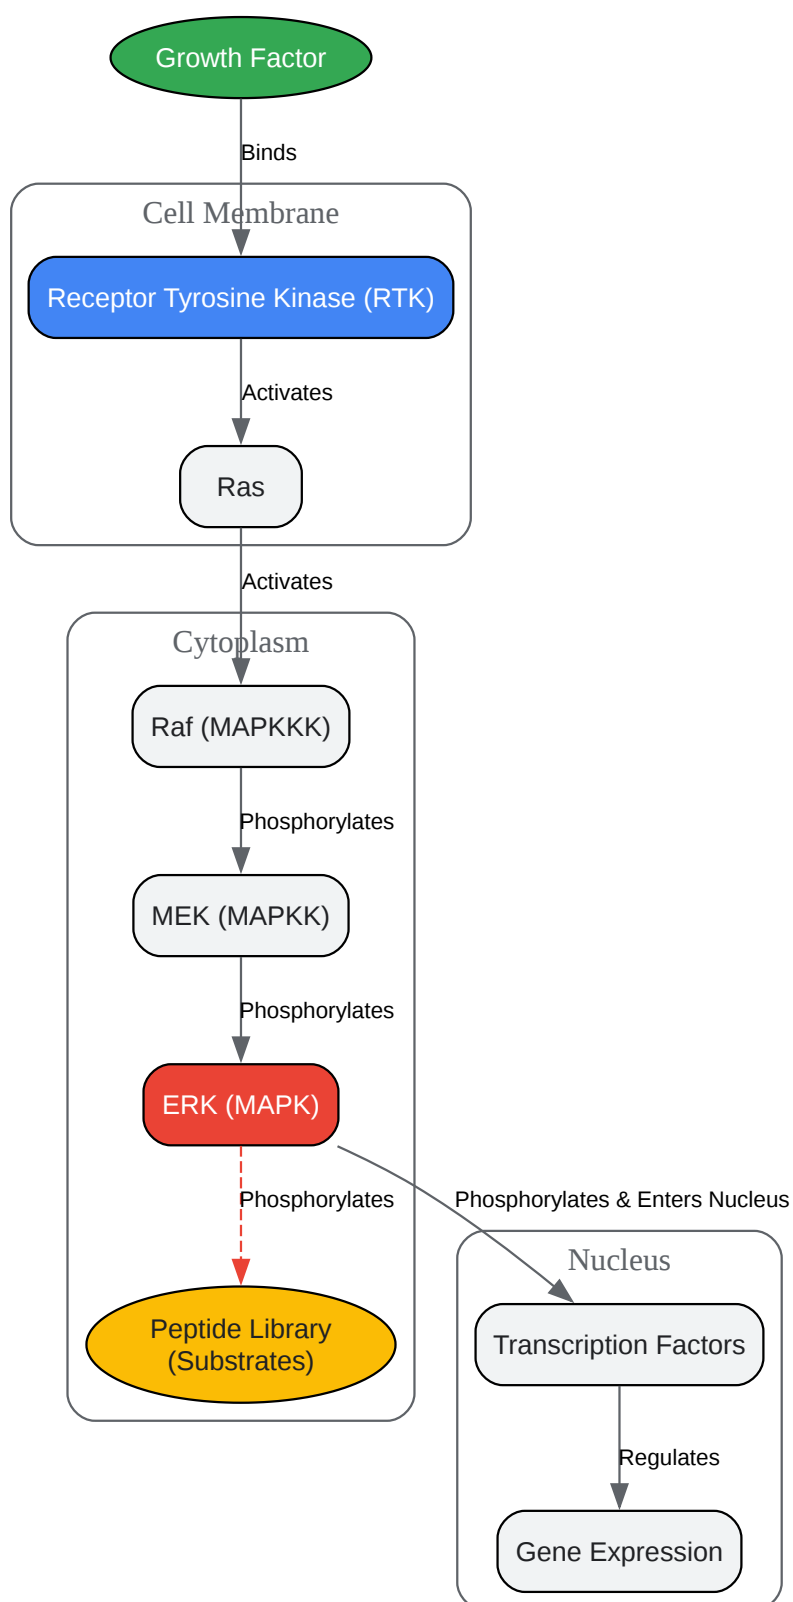 Growth Factor
Binds
Cell Membrane
Receptor Tyrosine Kinase (RTK)
Activates
Ras
Activates
Cytoplasm
Raf (MAPKKK)
Phosphorylates
MEK (MAPKK)
Phosphorylates
ERK (MAPK)
Phosphorylates
Phosphorylates & Enters Nucleus
Nucleus
Peptide Library
(Substrates)
Transcription Factors
Regulates
Gene Expression